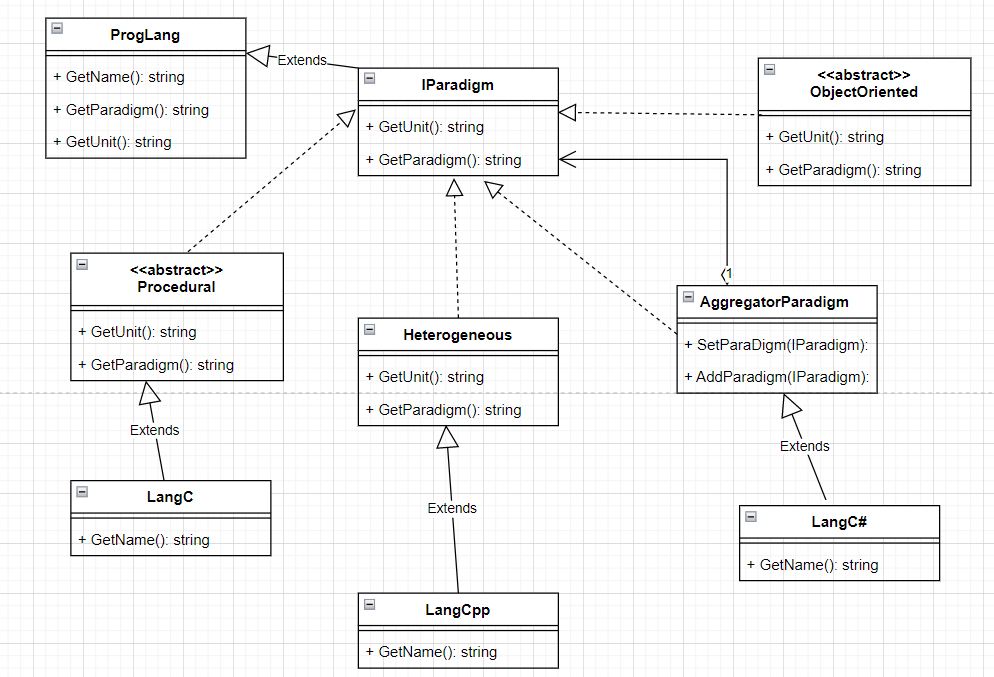 ProgLang
+ GetName(): string
+ GetParadigm(): string
+ GetUnit(): string
Extends
IParadigm
+ GetUnit(): string
+ GetParadigm(): string
<<abstract>>
ObjectOriented
+ GetUnit(): string
+ GetParadigm(): string
<<abstract>>
Procedural
+ GetUnit(): string
+ GetParadigm(): string
Heterogeneous
+ GetUnit(): string
+ GetParadigm(): string
1
AggregatorParadigm
+ SetParaDigm(IParadigm):
+ AddParadigm(IParadigm):
Extends
Extends
Extends
LangC
+ GetName(): string
LangCpp
+ GetName(): string
LangC#
+ GetName(): string